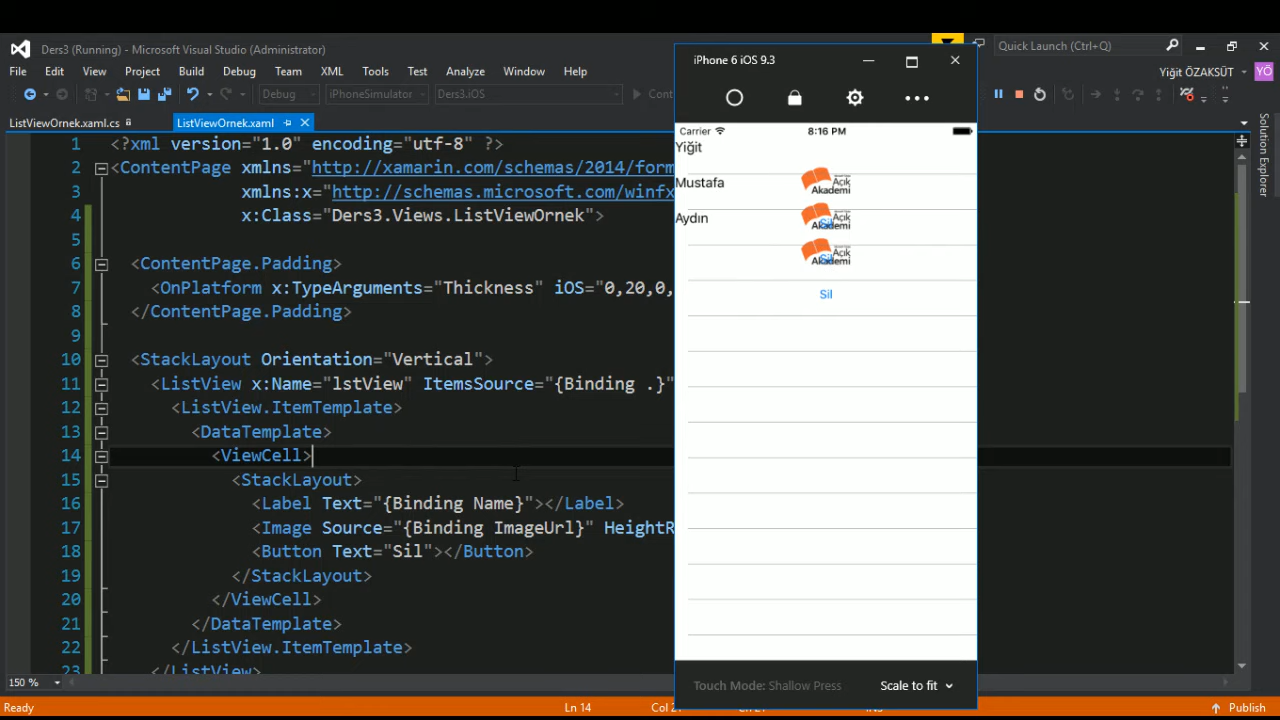 Ders3 (Running) - Microsoft Visual Studio (Administrator)
Quick Launch (Ctrl+Q)
File Edit View Project Build Debug Team XML Tools Test Analyze Window Help
Yiğit ÖZAKSÜT
YÖ
Debug iPhoneSimulator Ders3.iOS Cont
ListViewOrnek.xaml.cs ListViewOrnek.xaml
Solution Explorer
1 <?xml version="1.0" encoding="utf-8" ?>
2 <ContentPage xmlns="http://xamarin.com/schemas/2014/form
3 xmlns:x="http://schemas.microsoft.com/winfx
4 x:Class="Ders3.Views.ListViewOrnek">
5
6 <ContentPage.Padding>
7 <OnPlatform x:TypeArguments="Thickness" iOS="0,20,0,
8 </ContentPage.Padding>
9
10 <StackLayout Orientation="Vertical">
11 <ListView x:Name="lstView" ItemsSource="{Binding .}"
12 <ListView.ItemTemplate>
13 <DataTemplate>
14 <ViewCell>
15 <StackLayout>
16 <Label Text="{Binding Name}"></Label>
17 <Image Source="{Binding ImageUrl}" HeightR
18 <Button Text="Sil"></Button>
19 </StackLayout>
20 </ViewCell>
21 </DataTemplate>
22 </ListView.ItemTemplate>
23 </ListView>
150 %
Ready Ln 14 Col 2 INS Publish
iPhone 6 iOS 9.3
Carrier 8:16 PM
Yiğit
Mustafa
Açık
Akademi
Aydın
Açık
Sil
Akademi
Açık
Sil
Akademi
Sil
Touch Mode: Shallow Press Scale to fit